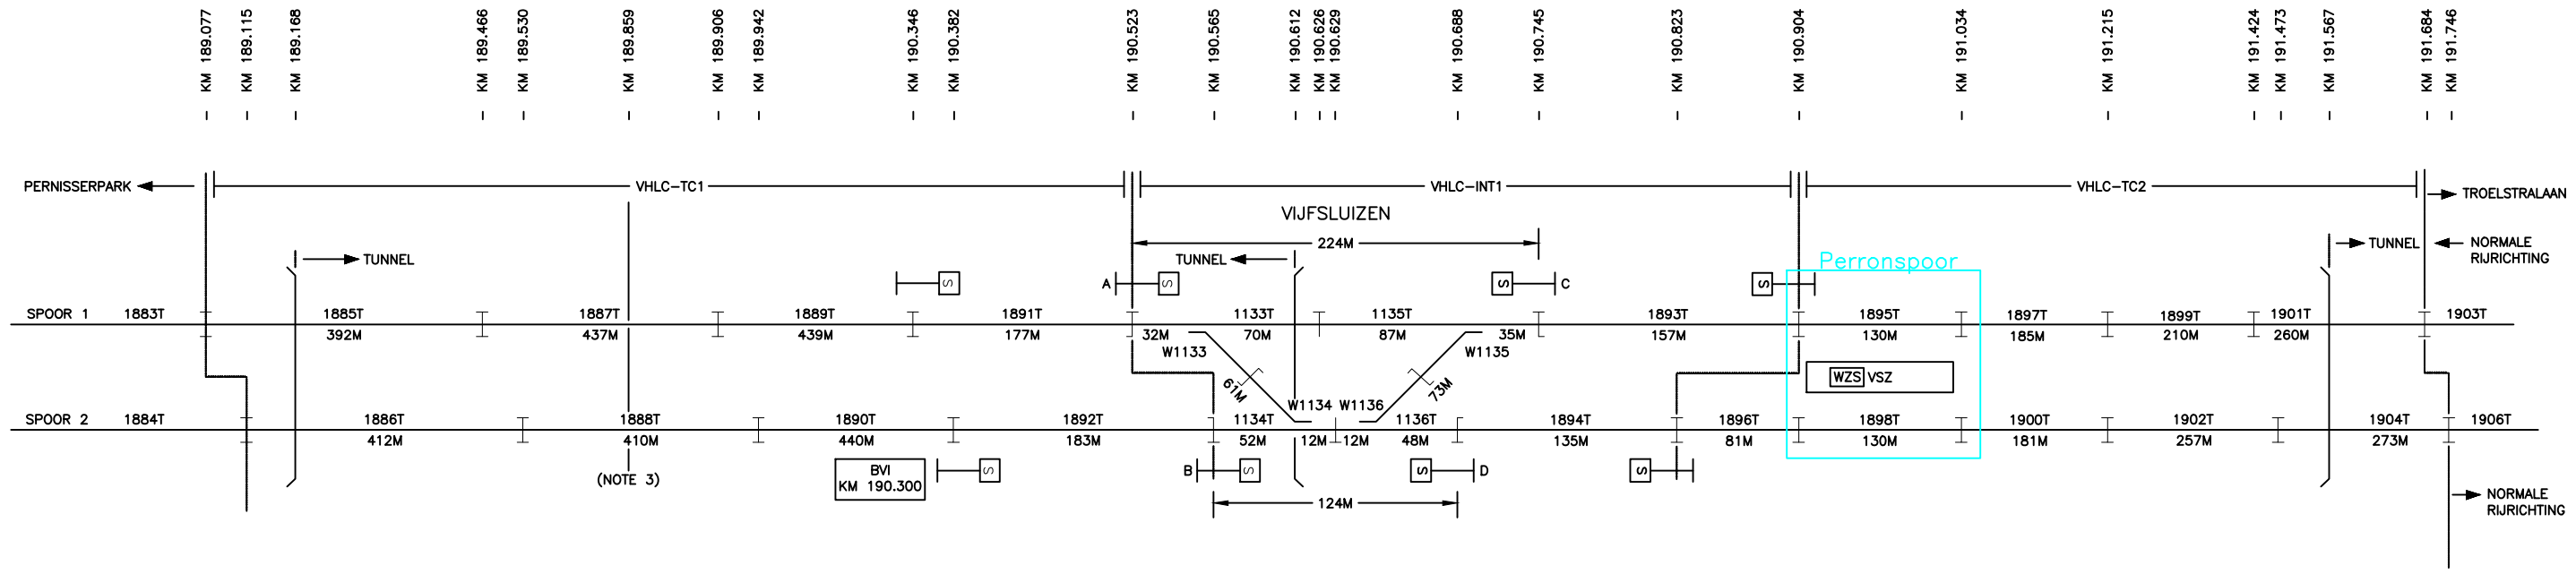 KM 189.077
KM 189.115
KM 189.168
KM 189.466
KM 189.530
KM 189.859
KM 189.906
KM 189.942
KM 190.346
KM 190.382
KM 190.523
KM 190.565
KM 190.612
KM 190.626
KM 190.629
KM 190.688
KM 190.745
KM 190.823
KM 190.904
KM 191.034
KM 191.215
KM 191.424
KM 191.473
KM 191.567
KM 191.684
KM 191.746
PERNISSERPARK
VHLC-TC1
VHLC-INT1
VHLC-TC2
TROELSTRALAAN
VIJFSLUIZEN
224M
TUNNEL
TUNNEL
TUNNEL
NORMALE
RIJRICHTING
Perronspoor
S
A
S
S
C
S
SPOOR 1
1883T
1885T
1887T
1889T
1891T
1133T
1135T
1893T
1895T
1897T
1899T
1901T
1903T
392M
437M
439M
177M
32M
70M
87M
35M
157M
130M
185M
210M
260M
W1133
W1135
61M
73M
WZS VSZ
W1134
W1136
SPOOR 2
1884T
1886T
1888T
1890T
1892T
1134T
1136T
1894T
1896T
1898T
1900T
1902T
1904T
1906T
412M
410M
440M
183M
52M
12M
12M
48M
135M
81M
130M
181M
257M
273M
(NOTE 3)
BVI
KM 190.300
S
B
S
S
D
S
124M
NORMALE
RIJRICHTING